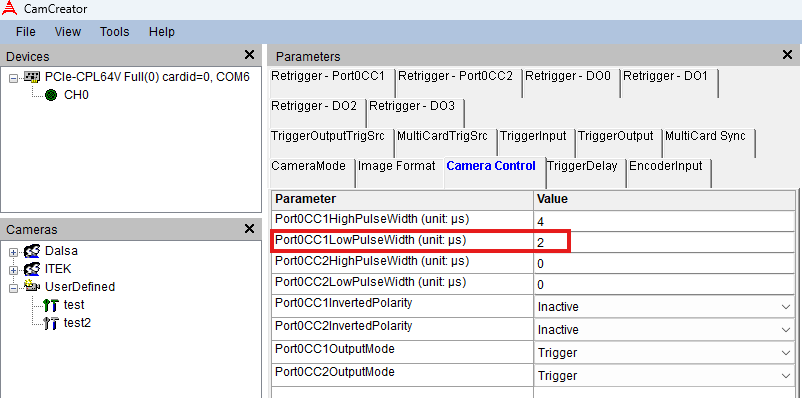 CamCreator
File View Tools Help
Devices
PCIe-CPL64V Full(0) cardid=0, COM6
CH0
Cameras
Dalsa
ITEK
UserDefined
test
test2
Parameters
Retrigger - Port0CC1 Retrigger - Port0CC2 Retrigger - DO0 Retrigger - DO1
Retrigger - DO2 Retrigger - DO3
TriggerOutputTrigSrc MultiCardTrigSrc TriggerInput TriggerOutput MultiCard Sync
CameraMode Image Format Camera Control TriggerDelay EncoderInput
Parameter Value
Port0CC1HighPulseWidth (unit: µs) 4
Port0CC1LowPulseWidth (unit: µs) 2
Port0CC2HighPulseWidth (unit: µs) 0
Port0CC2LowPulseWidth (unit: µs) 0
Port0CC1InvertedPolarity Inactive
Port0CC2InvertedPolarity Inactive
Port0CC1OutputMode Trigger
Port0CC2OutputMode Trigger